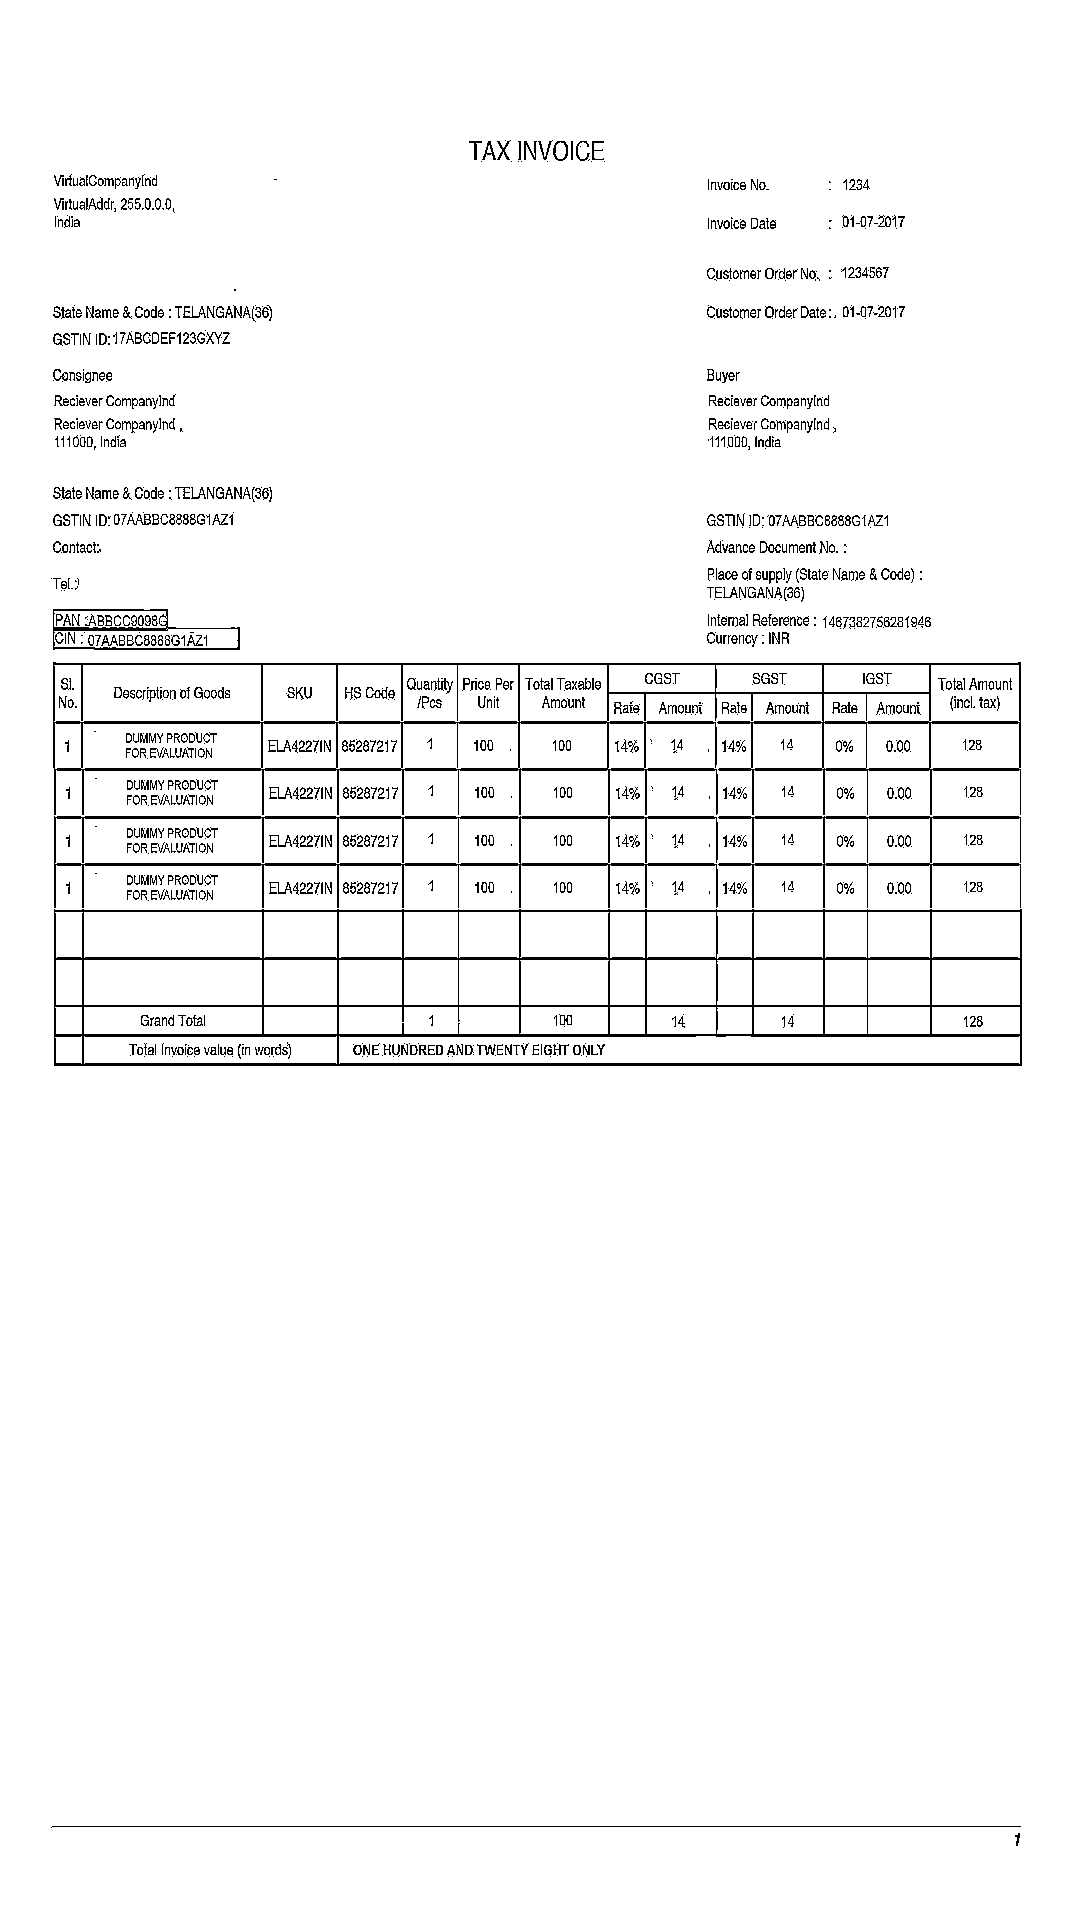 TAX INVOICE
VirtualCompanyInd
VirtualAddr, 255.0.0.0,
India
Invoice No. : 1234
Invoice Date : 01-07-2017
Customer Order No. : 1234567
State Name & Code : TELANGANA(36)
Customer Order Date : 01-07-2017
GSTIN ID: 17ABCDEF123GXYZ
Consignee
Reciever CompanyInd
Reciever CompanyInd ,
111000, India
Buyer
Reciever CompanyInd
Reciever CompanyInd ,
111000, India
State Name & Code : TELANGANA(36)
GSTIN ID: 07AABBC8888G1AZ1
Contact:
Tel.:
PAN :ABBCC9098G
CIN : 07AABBC8888G1AZ1
GSTIN ID: 07AABBC8888G1AZ1
Advance Document No. :
Place of supply (State Name & Code) :
TELANGANA(36)
Internal Reference : 1467382756281946
Currency : INR
Sl. No. Description of Goods SKU HS Code Quantity /Pcs Price Per Unit Total Taxable Amount CGST SGST IGST Total Amount (incl. tax)
Rate Amount Rate Amount Rate Amount
1 DUMMY PRODUCT FOR EVALUATION ELA4227IN 85287217 1 100 100 14% 14 14% 14 0% 0.00 128
1 DUMMY PRODUCT FOR EVALUATION ELA4227IN 85287217 1 100 100 14% 14 14% 14 0% 0.00 128
1 DUMMY PRODUCT FOR EVALUATION ELA4227IN 85287217 1 100 100 14% 14 14% 14 0% 0.00 128
1 DUMMY PRODUCT FOR EVALUATION ELA4227IN 85287217 1 100 100 14% 14 14% 14 0% 0.00 128
Grand Total 1 100 14 14 128
Total Invoice value (in words) ONE HUNDRED AND TWENTY EIGHT ONLY
1